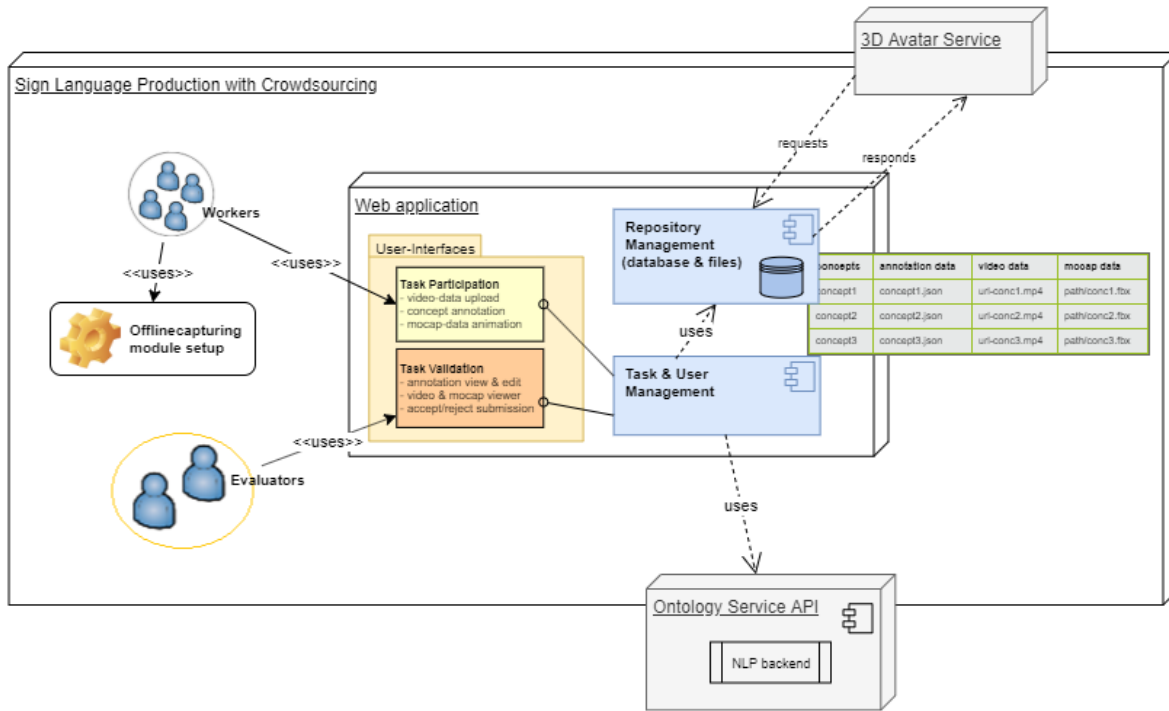 3D Avatar Service
Sign Language Production with Crowdsourcing
requests
responds
Workers
<<uses>>
<<uses>>
Offlinecapturing
module setup
Web application
User-Interfaces
Task Participation
- video-data upload
- concept annotation
- mocap-data animation
Task Validation
- annotation view & edit
- video & mocap viewer
- accept/reject submission
Repository
Management
(database & files)
concepts annotation data video data mocap data
concept1 concept1.json url-conc1.mp4 path/conc1.fbx
concept2 concept2.json url-conc2.mp4 path/conc2.fbx
concept3 concept3.json url-conc3.mp4 path/conc3.fbx
uses
Task & User
Management
<<uses>>
Evaluators
uses
Ontology Service API
NLP backend